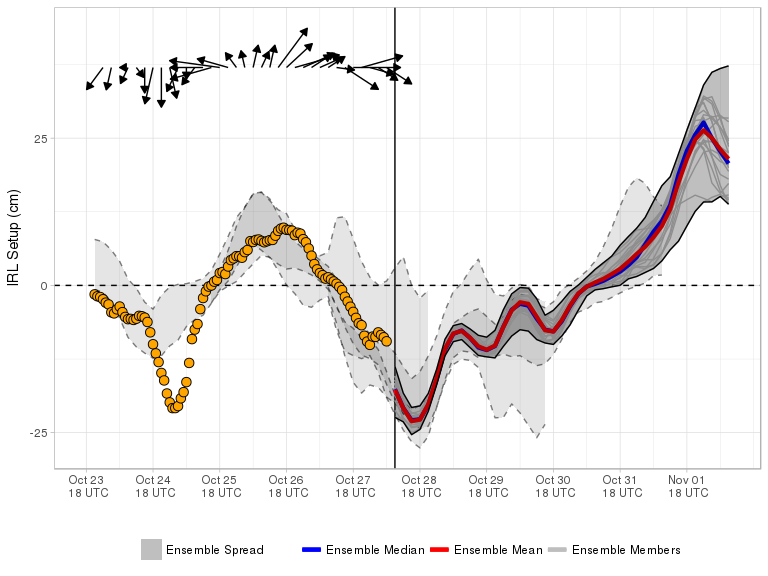 IRL Setup (cm)
25
0
-25
Oct 23 Oct 24 Oct 25 Oct 26 Oct 27 Oct 28 Oct 29 Oct 30 Oct 31 Nov 01
18 UTC 18 UTC 18 UTC 18 UTC 18 UTC 18 UTC 18 UTC 18 UTC 18 UTC 18 UTC
Ensemble Spread Ensemble Median Ensemble Mean Ensemble Members